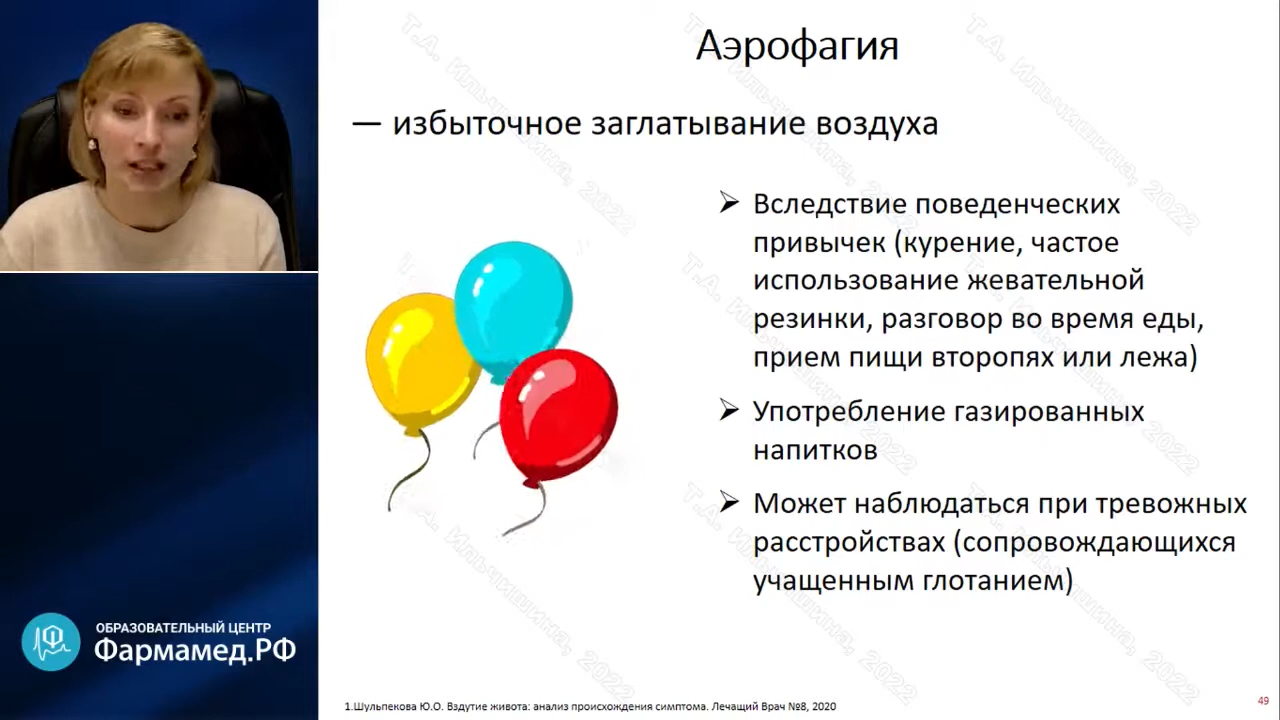 Аэрофагия
— избыточное заглатывание воздуха
Вследствие поведенческих
привычек (курение, частое
использование жевательной
резинки, разговор во время еды,
прием пищи второпях или лежа)
Употребление газированных
напитков
Может наблюдаться при тревожных
расстройствах (сопровождающихся
учащенным глотанием)
ОБРАЗОВАТЕЛЬНЫЙ ЦЕНТР
Фармамед.РФ
1.Шульпекова Ю.О. Вздутие живота: анализ происхождения симптома. Лечащий Врач №8, 2020
49
Т.А. Ильчишина, 2022